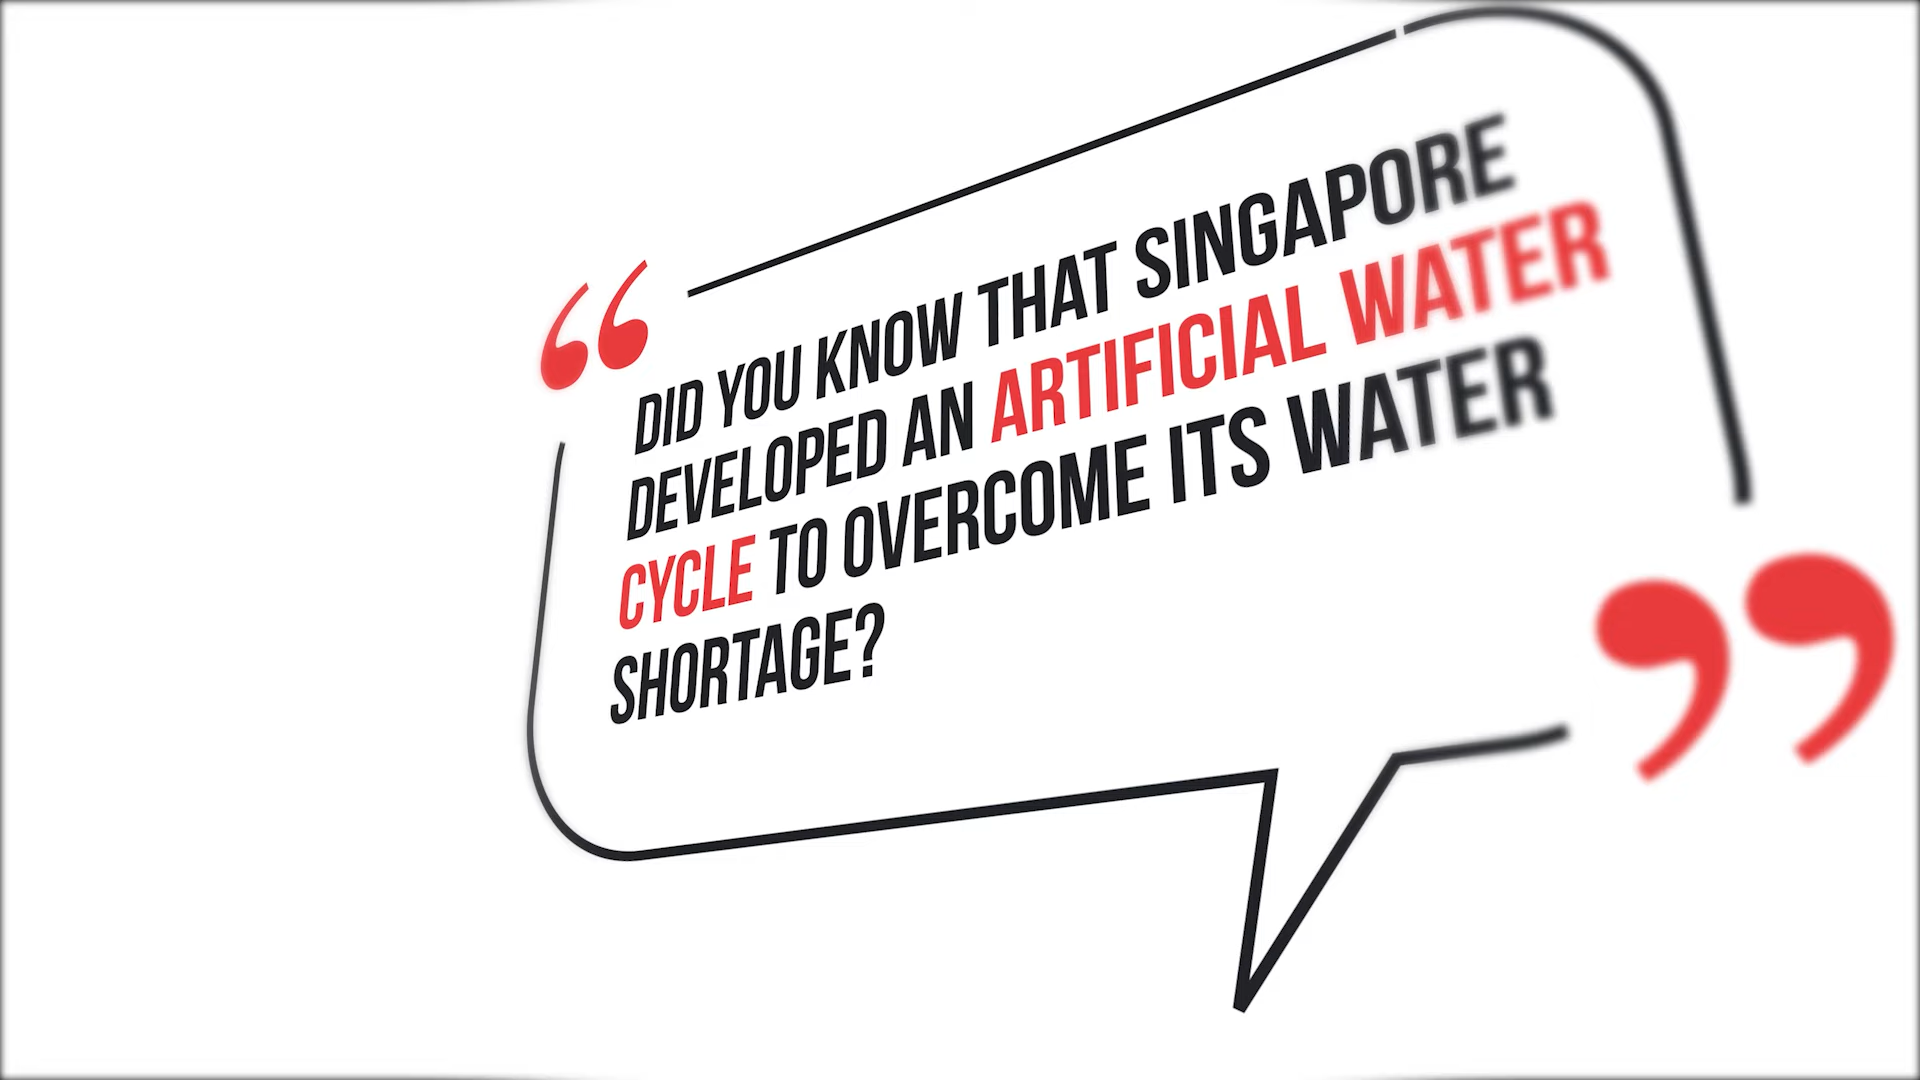 “
DID YOU KNOW THAT SINGAPORE
DEVELOPED AN ARTIFICIAL WATER
CYCLE TO OVERCOME ITS WATER
SHORTAGE?
”